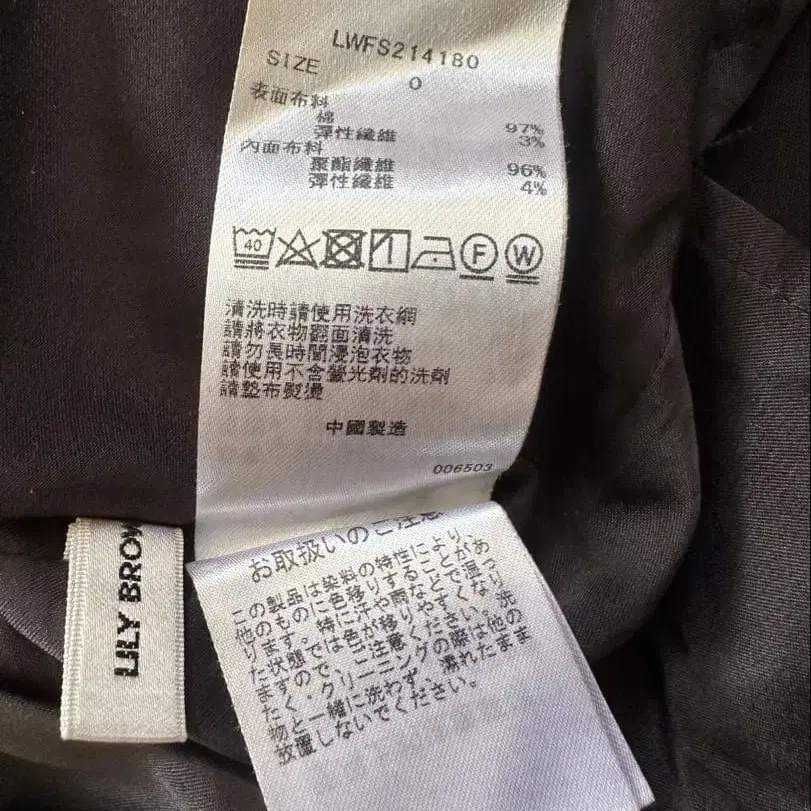 LWFS214180
SIZE 0
表面布料
棉 97%
彈性纖維 3%
內面布料
聚酯纖維 96%
彈性纖維 4%
40
F W
清洗時請使用洗衣網
請將衣物翻面清洗
請勿長時間浸泡衣物
請使用不含螢光劑的洗劑
請墊布熨燙
中國製造
006503
LILY BROW
お取扱いのご注意
この製品は染料の特性により、
他のものに色移りすることがあ
ります。特に汗や雨などで湿っ
た状態では色が移りやすくなり
ますので、ご注意ください。洗
たく・クリーニングの際は他の
物と一緒に洗わず、濡れたまま
放置しないでください。